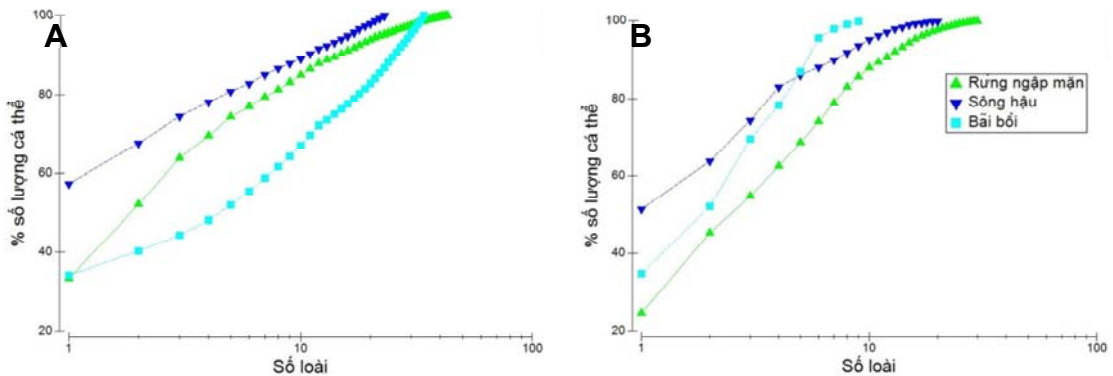 A
% số lượng cá thể
100
80
60
40
20
1
10
100
Số loài
B
% số lượng cá thể
100
80
60
40
20
1
10
100
Số loài
Rừng ngập mặn
Sông hậu
Bãi bồi